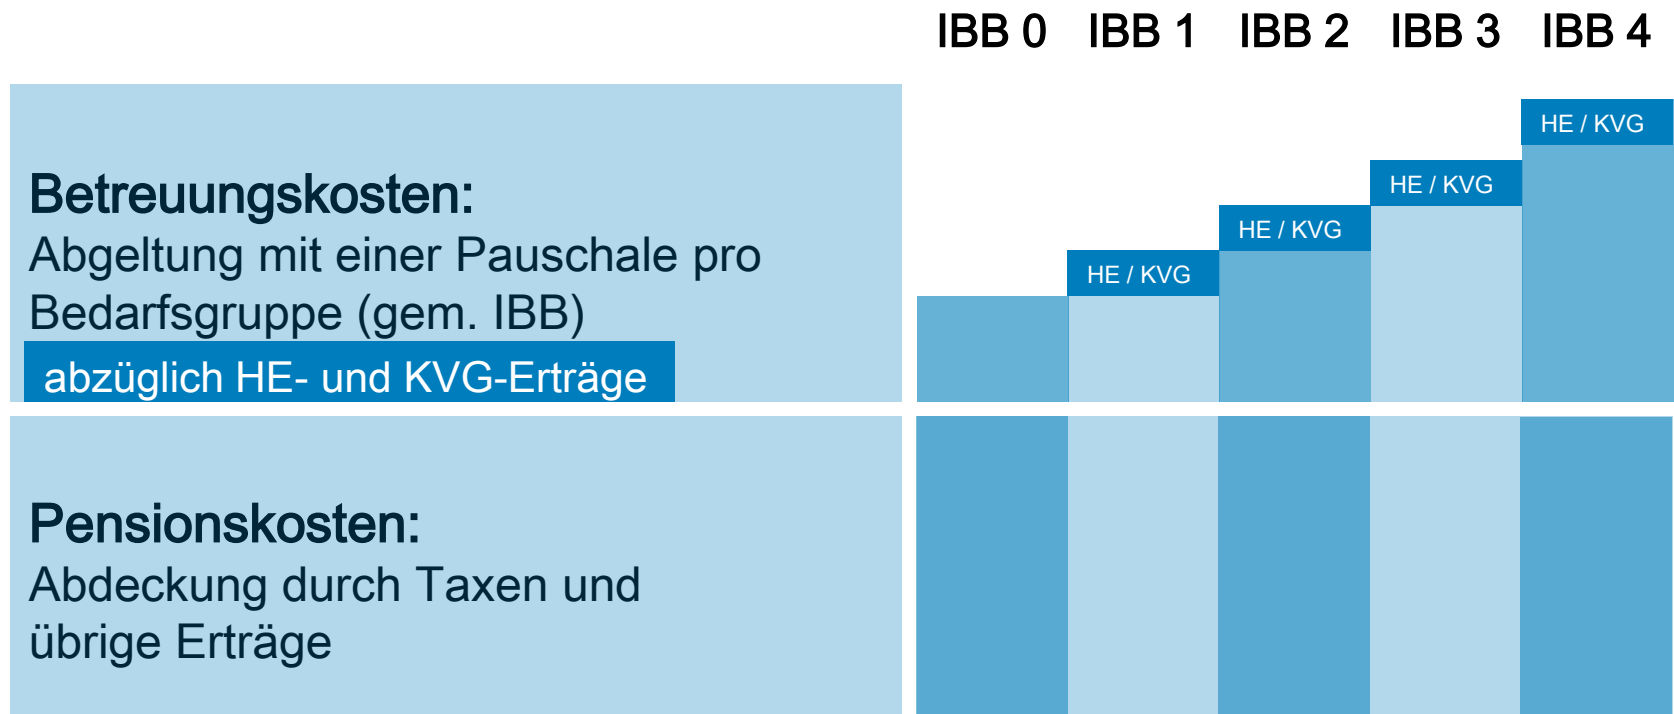 IBB 0 IBB 1 IBB 2 IBB 3 IBB 4
Betreuungskosten:
Abgeltung mit einer Pauschale pro
Bedarfsgruppe (gem. IBB)
abzüglich HE- und KVG-Erträge
HE / KVG
HE / KVG
HE / KVG
HE / KVG
Pensionskosten:
Abdeckung durch Taxen und
übrige Erträge